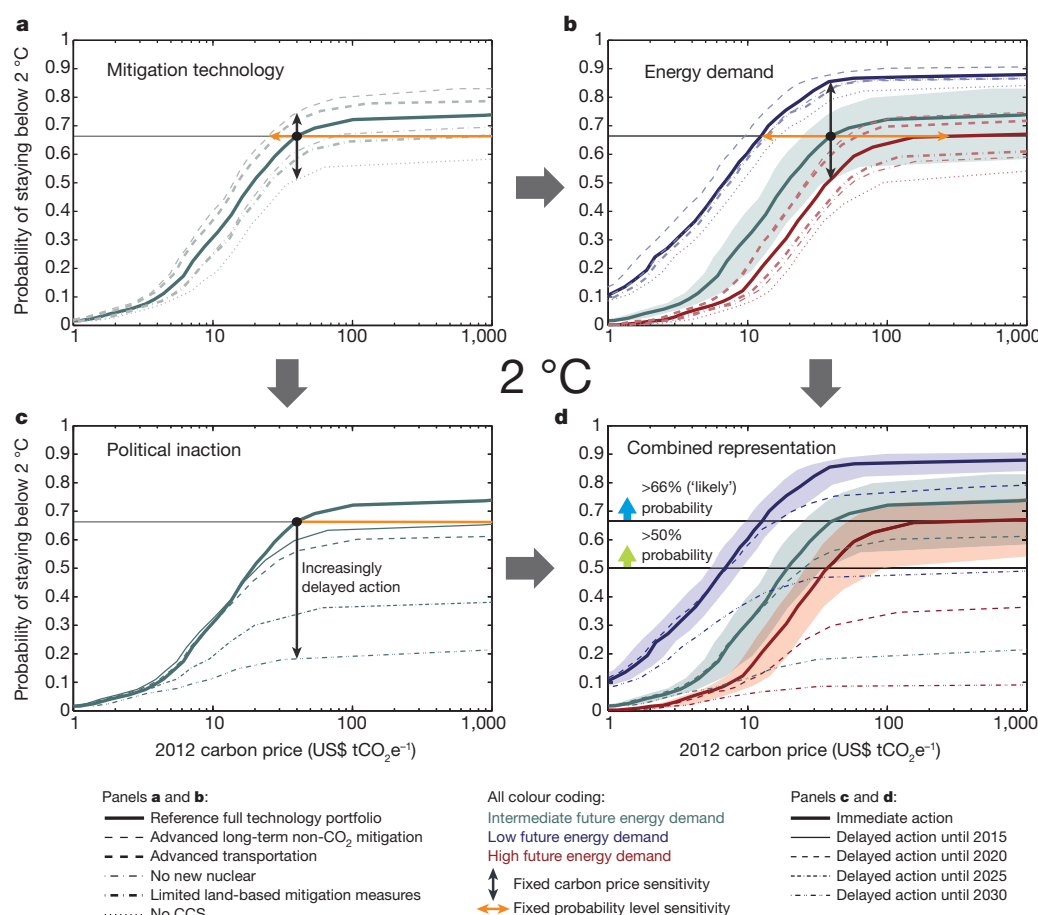 a
Probability of staying below 2 °C
1
0.9
0.8
0.7
0.6
0.5
0.4
0.3
0.2
0.1
0
Mitigation technology
1 10 100 1,000
b
1
0.9
0.8
0.7
0.6
0.5
0.4
0.3
0.2
0.1
0
Energy demand
1 10 100 1,000
2 °C
c
Probability of staying below 2 °C
1
0.9
0.8
0.7
0.6
0.5
0.4
0.3
0.2
0.1
0
Political inaction
Increasingly
delayed action
1 10 100 1,000
2012 carbon price (US$ tCO₂e⁻¹)
d
1
0.9
0.8
0.7
0.6
0.5
0.4
0.3
0.2
0.1
0
Combined representation
>66% (‘likely’)
probability
>50%
probability
1 10 100 1,000
2012 carbon price (US$ tCO₂e⁻¹)
Panels a and b:
Reference full technology portfolio
Advanced long-term non-CO₂ mitigation
Advanced transportation
No new nuclear
Limited land-based mitigation measures
No CCS
All colour coding:
Intermediate future energy demand
Low future energy demand
High future energy demand
Fixed carbon price sensitivity
Fixed probability level sensitivity
Panels c and d:
Immediate action
Delayed action until 2015
Delayed action until 2020
Delayed action until 2025
Delayed action until 2030